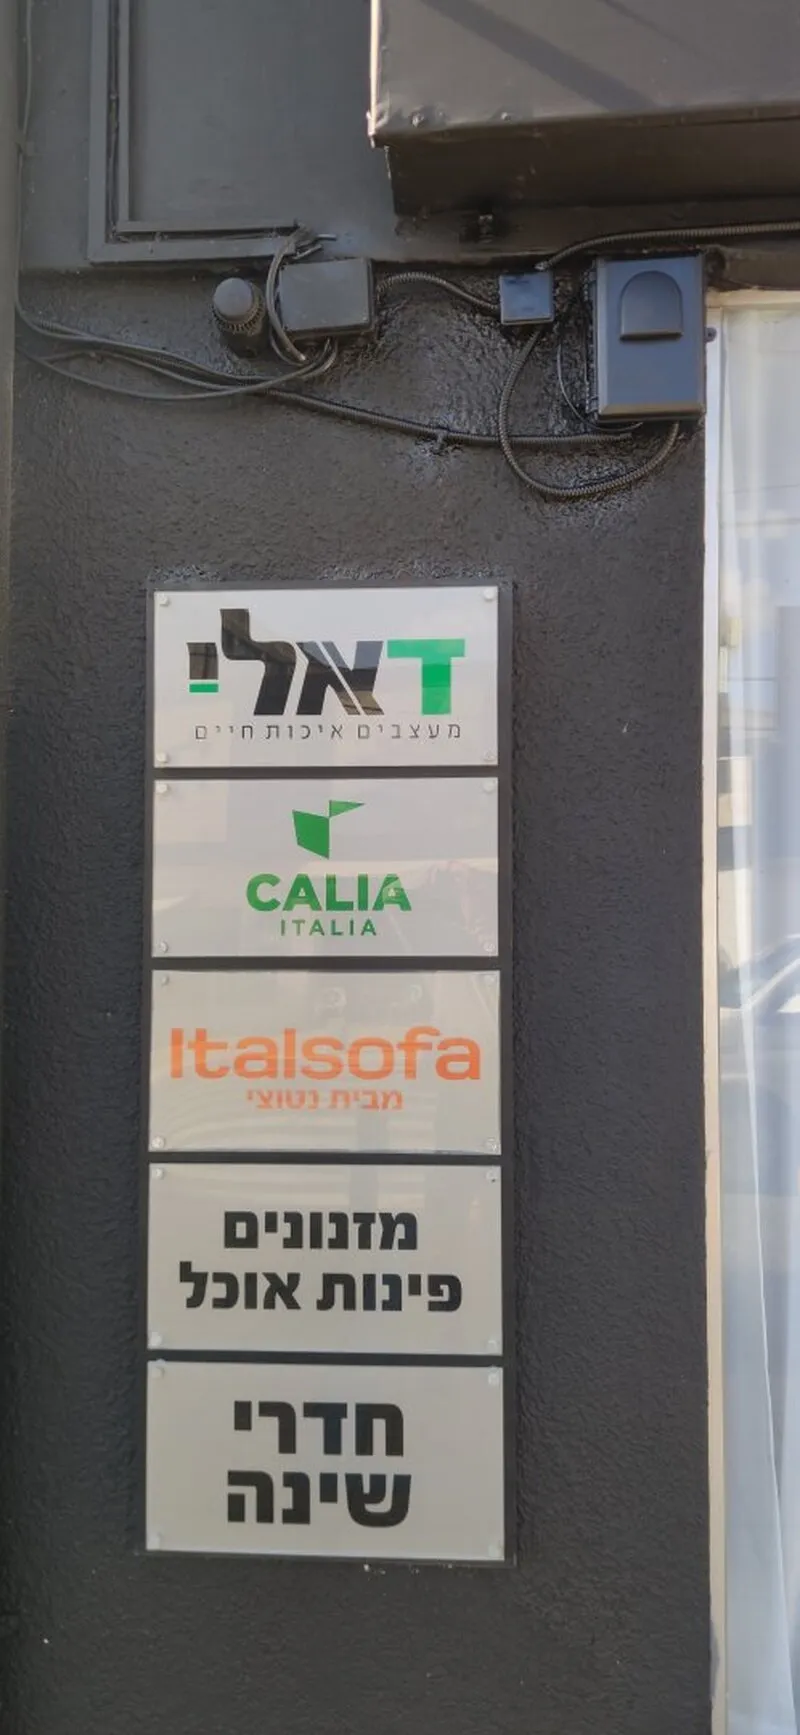 דאלי
מעצבים איכות חיים
CALIA
ITALIA
Italsofa
מבית נטוצי
מזנונים
פינות אוכל
חדרי
שינה